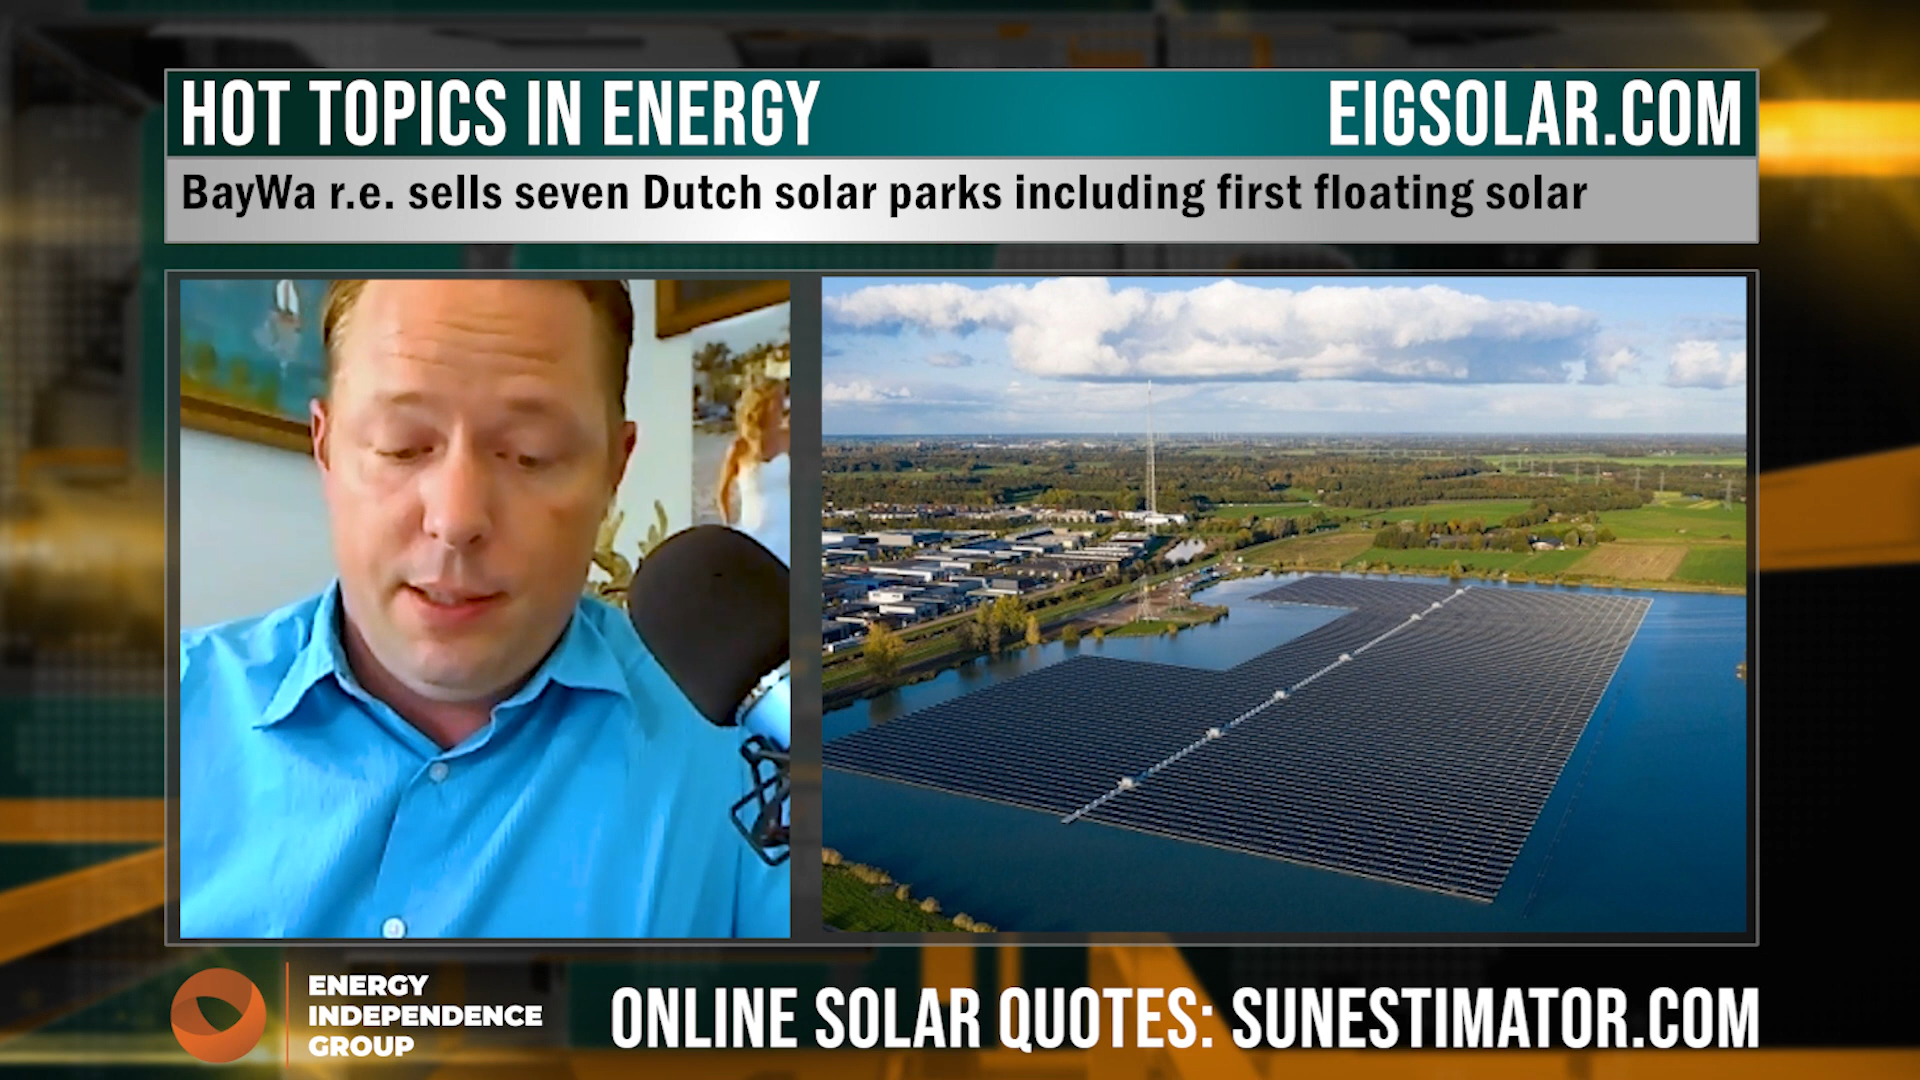 HOT TOPICS IN ENERGY
EIGSOLAR.COM
BayWa r.e. sells seven Dutch solar parks including first floating solar
ENERGY
INDEPENDENCE
GROUP
ONLINE SOLAR QUOTES: SUNESTIMATOR.COM